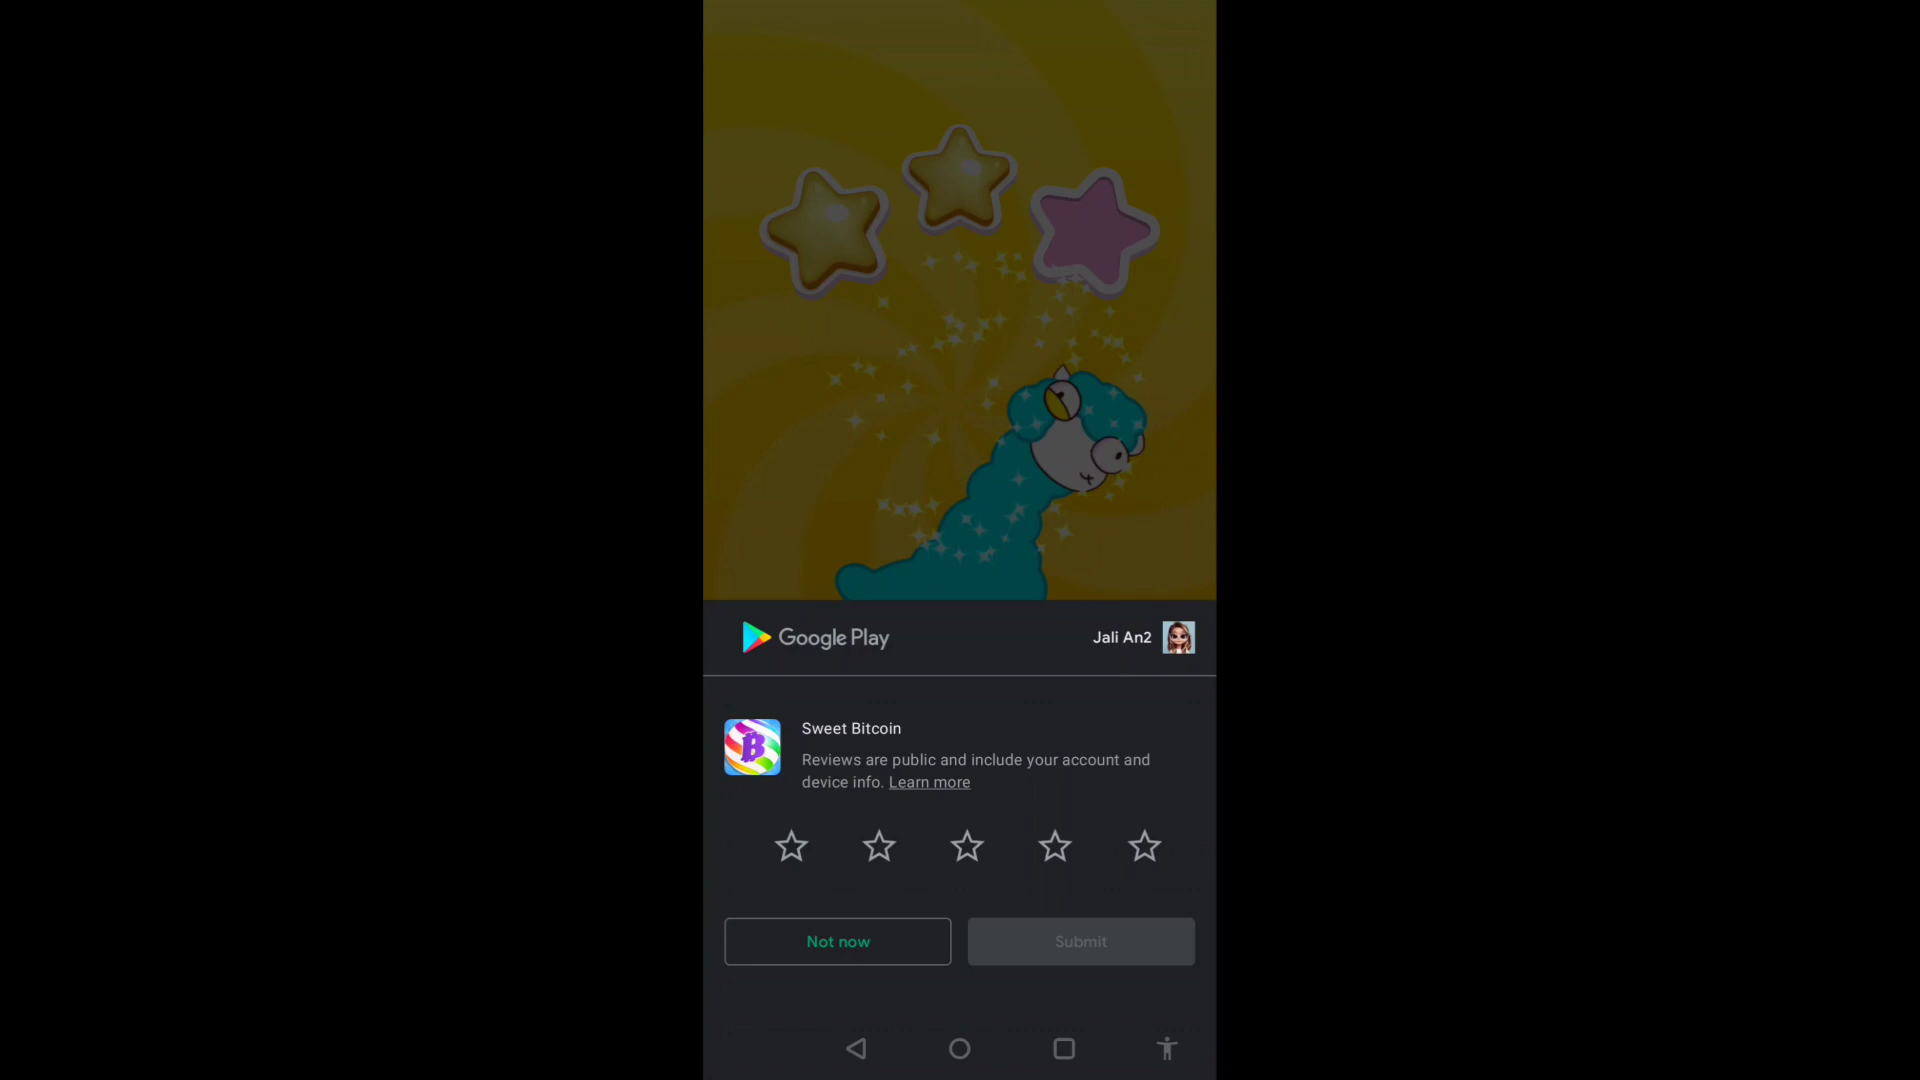 Google Play
Jali An2
Sweet Bitcoin
Reviews are public and include your account and
device info. Learn more
Not now
Submit